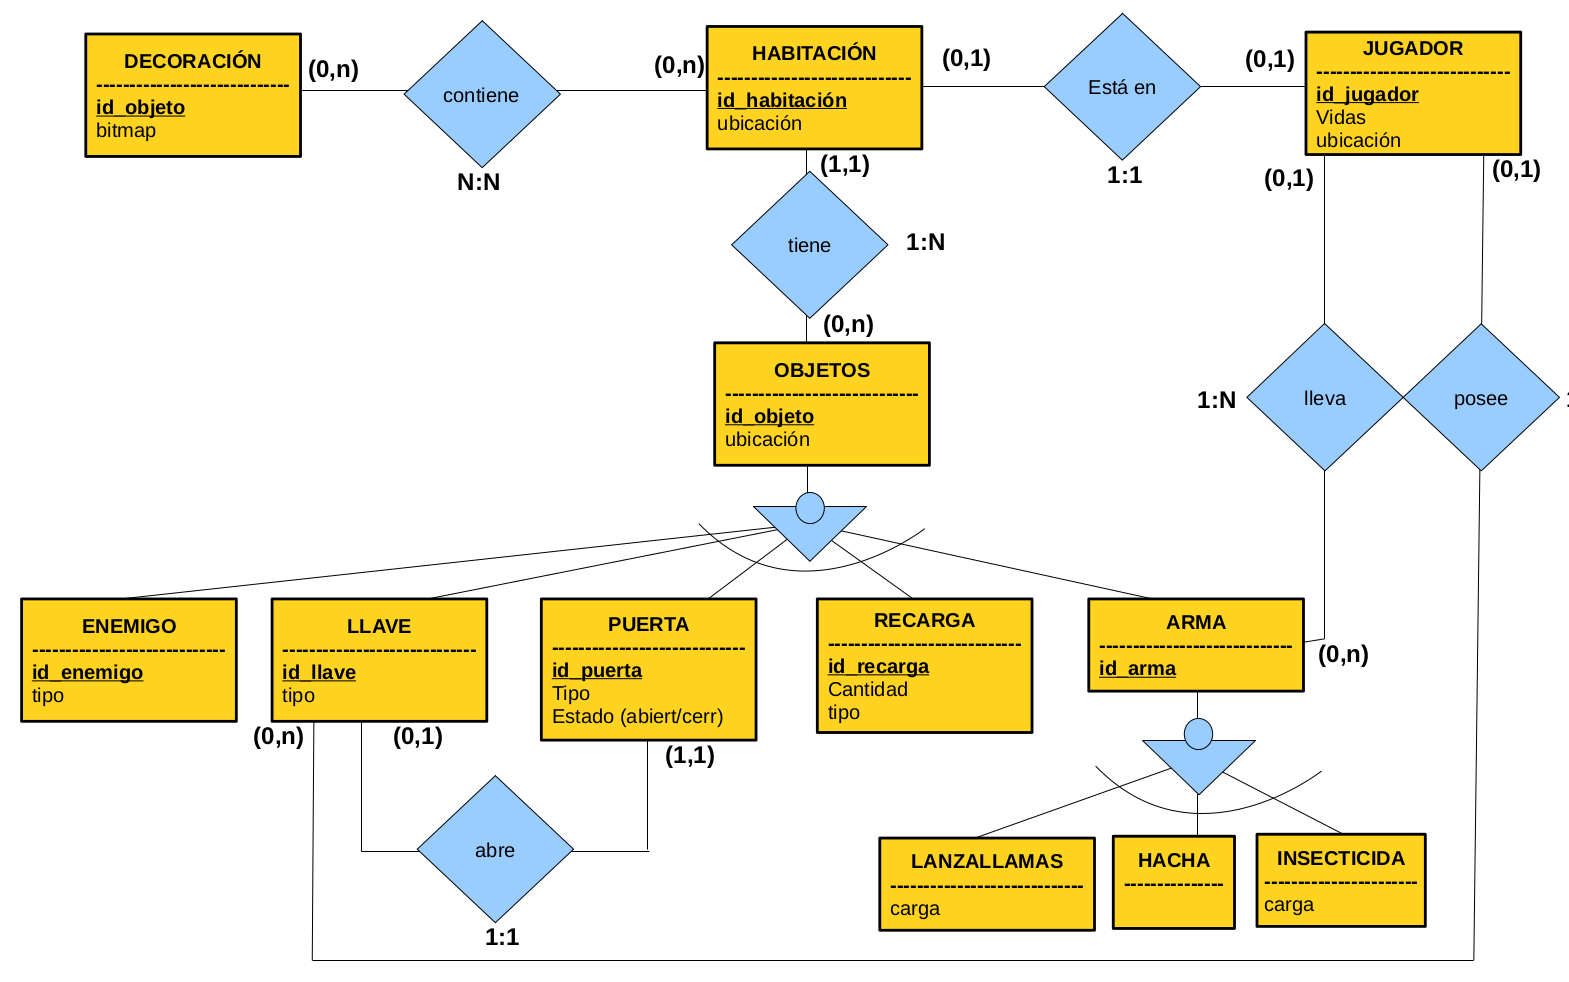 DECORACIÓN
-----------------------------
id_objeto
bitmap
(0,n)
contiene
N:N
(0,n)
HABITACIÓN
-----------------------------
id_habitación
ubicación
(0,1)
Está en
1:1
(0,1)
JUGADOR
-----------------------------
id_jugador
Vidas
ubicación
(1,1)
tiene
1:N
(0,n)
(0,1)
(0,1)
1:N
lleva
posee
OBJETOS
-----------------------------
id_objeto
ubicación
ENEMIGO
-----------------------------
id_enemigo
tipo
LLAVE
-----------------------------
id_llave
tipo
PUERTA
-----------------------------
id_puerta
Tipo
Estado (abiert/cerr)
RECARGA
-----------------------------
id_recarga
Cantidad
tipo
ARMA
-----------------------------
id_arma
(0,n)
(0,n)
(0,1)
(1,1)
abre
1:1
LANZALLAMAS
-----------------------------
carga
HACHA
---------------
INSECTICIDA
-----------------------
carga